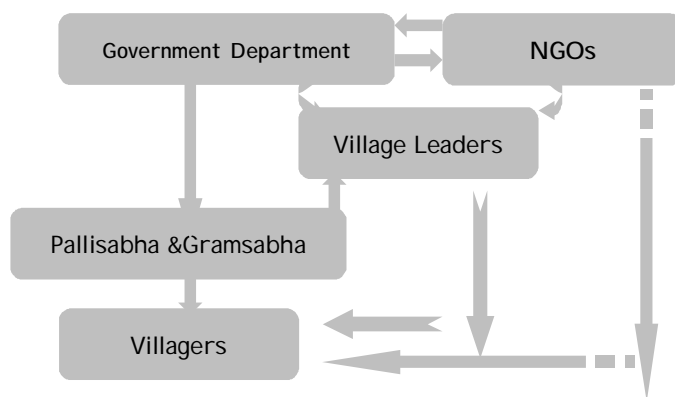 Government Department
NGOs
Village Leaders
Pallisabha &Gramsabha
Villagers